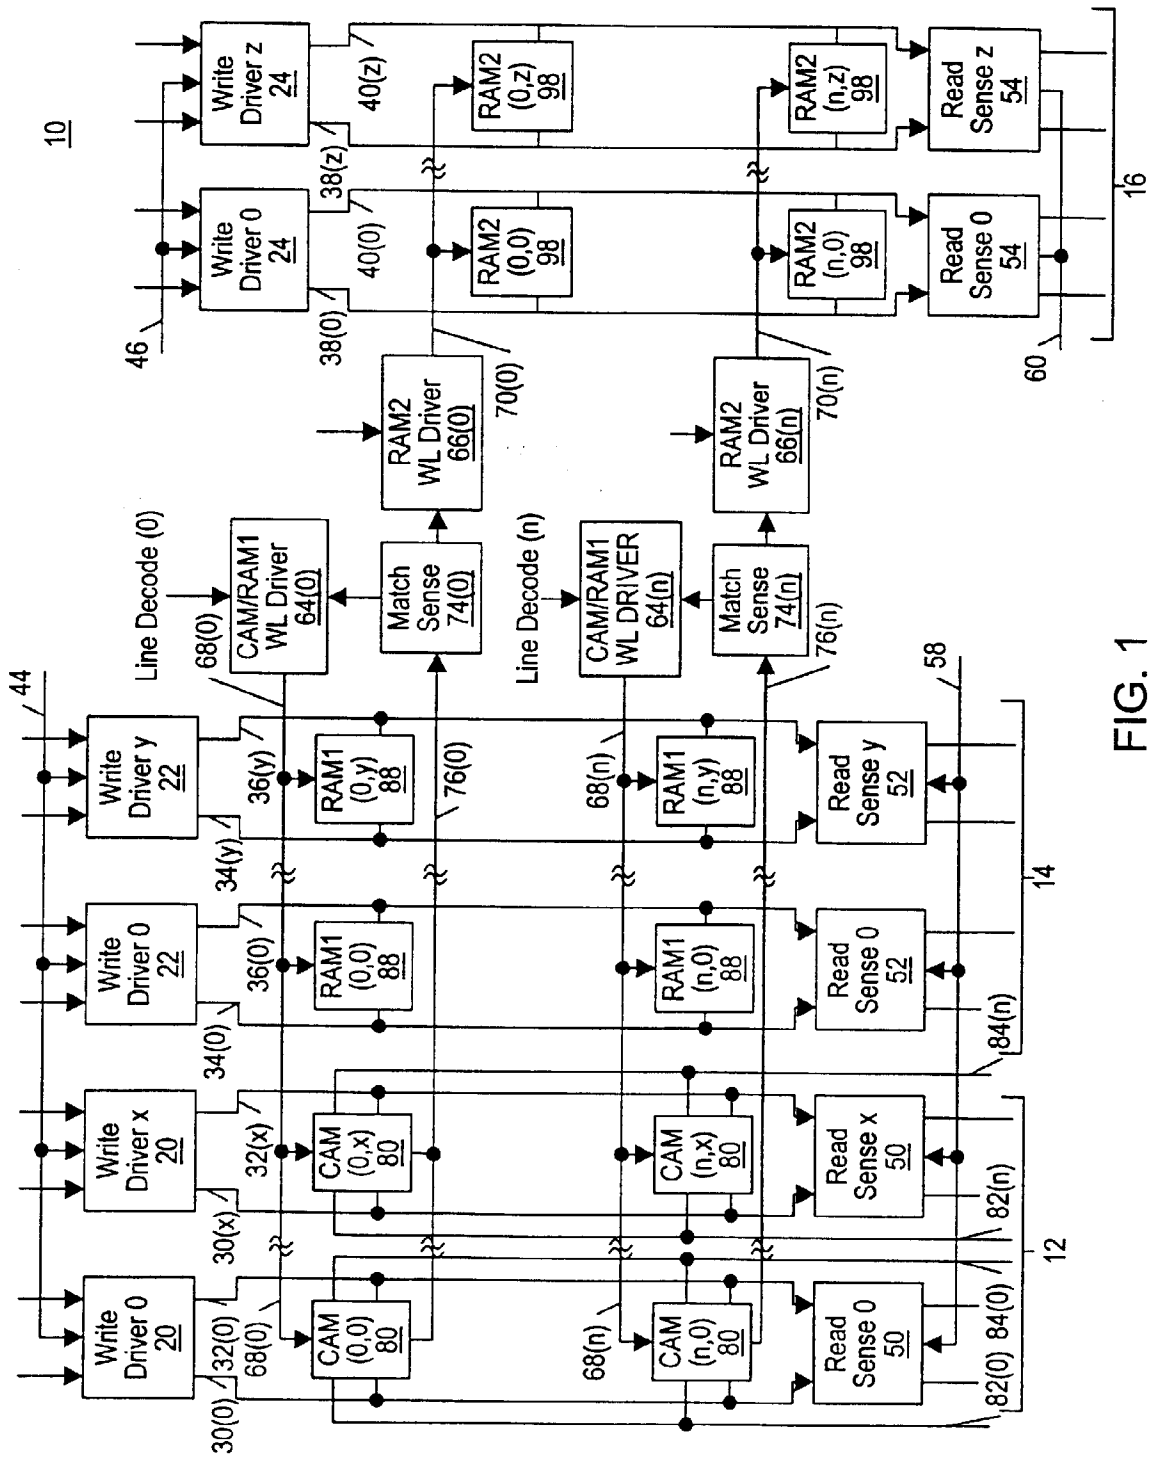 10
44
46
Write
Driver 0
20
Write
Driver x
20
Write
Driver 0
22
Write
Driver y
22
Write
Driver 0
24
Write
Driver z
24
30(0)
32(0)
30(x)
32(x)
34(0)
36(0)
34(y)
36(y)
38(0)
40(0)
38(z)
40(z)
Line Decode (0)
68(0)
68(0)
CAM/RAM1
WL Driver
64(0)
CAM
(0,0)
80
CAM
(0,x)
80
RAM1
(0,0)
88
RAM1
(0,y)
88
76(0)
Match
Sense
74(0)
RAM2
WL Driver
66(0)
70(0)
RAM2
(0,0)
98
RAM2
(0,z)
98
Line Decode (n)
68(n)
68(n)
CAM/RAM1
WL DRIVER
64(n)
CAM
(n,0)
80
CAM
(n,x)
80
RAM1
(n,0)
88
RAM1
(n,y)
88
76(n)
Match
Sense
74(n)
RAM2
WL Driver
66(n)
70(n)
RAM2
(n,0)
98
RAM2
(n,z)
98
Read
Sense 0
50
Read
Sense x
50
Read
Sense 0
52
Read
Sense y
52
Read
Sense 0
54
Read
Sense z
54
58
60
82(0)
84(0)
82(n)
84(n)
12
14
16
FIG. 1